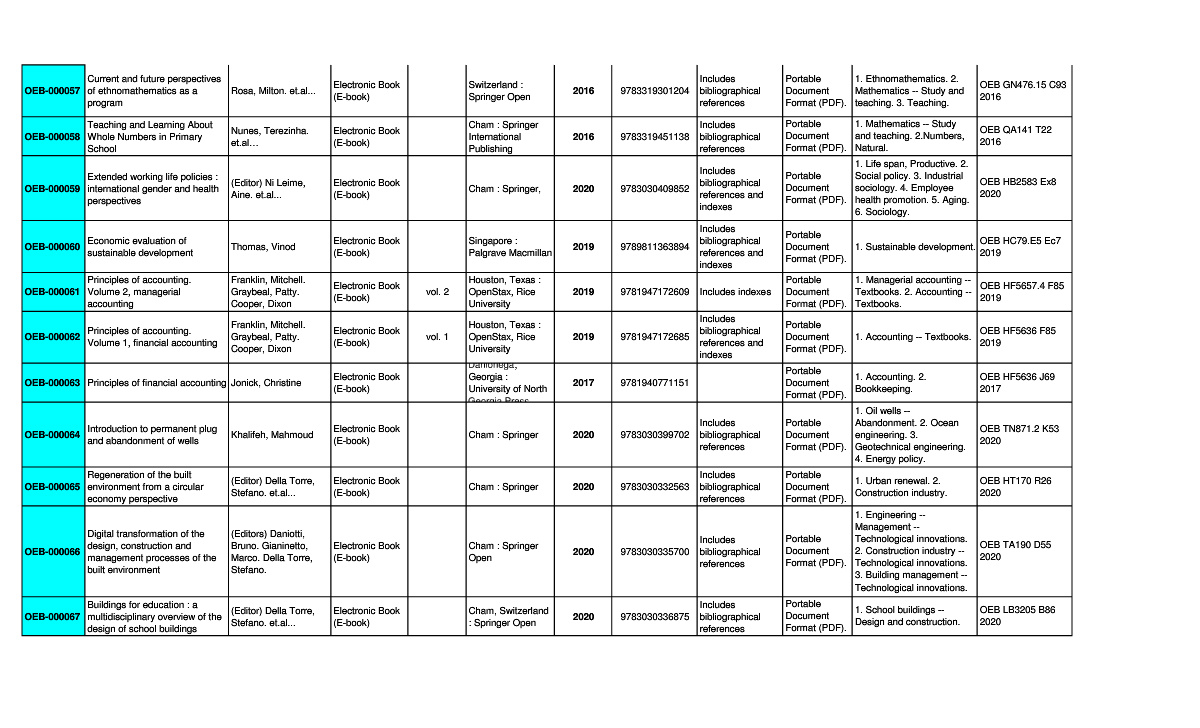 OEB-000057 Current and future perspectives of ethnomathematics as a program Rosa, Milton. et.al... Electronic Book (E-book) Switzerland : Springer Open 2016 9783319301204 Includes bibliographical references Portable Document Format (PDF). 1. Ethnomathematics. 2. Mathematics -- Study and teaching. 3. Teaching. OEB GN476.15 C93 2016
OEB-000058 Teaching and Learning About Whole Numbers in Primary School Nunes, Terezinha. et.al... Electronic Book (E-book) Cham : Springer International Publishing 2016 9783319451138 Includes bibliographical references Portable Document Format (PDF). 1. Mathematics -- Study and teaching. 2.Numbers, Natural. OEB QA141 T22 2016
OEB-000059 Extended working life policies : international gender and health perspectives (Editor) Ni Leime, Aine. et.al... Electronic Book (E-book) Cham : Springer, 2020 9783030409852 Includes bibliographical references and indexes Portable Document Format (PDF). 1. Life span, Productive. 2. Social policy. 3. Industrial sociology. 4. Employee health promotion. 5. Aging. 6. Sociology. OEB HB2583 Ex8 2020
OEB-000060 Economic evaluation of sustainable development Thomas, Vinod Electronic Book (E-book) Singapore : Palgrave Macmillan 2019 9789811363894 Includes bibliographical references and indexes Portable Document Format (PDF). 1. Sustainable development. OEB HC79.E5 Ec7 2019
OEB-000061 Principles of accounting. Volume 2, managerial accounting Franklin, Mitchell. Graybeal, Patty. Cooper, Dixon Electronic Book (E-book) vol. 2 Houston, Texas : OpenStax, Rice University 2019 9781947172609 Includes indexes Portable Document Format (PDF). 1. Managerial accounting -- Textbooks. 2. Accounting -- Textbooks. OEB HF5657.4 F85 2019
OEB-000062 Principles of accounting. Volume 1, financial accounting Franklin, Mitchell. Graybeal, Patty. Cooper, Dixon Electronic Book (E-book) vol. 1 Houston, Texas : OpenStax, Rice University 2019 9781947172685 Includes bibliographical references and indexes Portable Document Format (PDF). 1. Accounting -- Textbooks. OEB HF5636 F85 2019
OEB-000063 Principles of financial accounting Jonick, Christine Electronic Book (E-book) Georgia : University of North Georgia Press 2017 9781940771151 Portable Document Format (PDF). 1. Accounting. 2. Bookkeeping. OEB HF5636 J69 2017
OEB-000064 Introduction to permanent plug and abandonment of wells Khalifeh, Mahmoud Electronic Book (E-book) Cham : Springer 2020 9783030399702 Includes bibliographical references Portable Document Format (PDF). 1. Oil wells -- Abandonment. 2. Ocean engineering. 3. Geotechnical engineering. 4. Energy policy. OEB TN871.2 K53 2020
OEB-000065 Regeneration of the built environment from a circular economy perspective (Editor) Della Torre, Stefano. et.al... Electronic Book (E-book) Cham : Springer 2020 9783030332563 Includes bibliographical references Portable Document Format (PDF). 1. Urban renewal. 2. Construction industry. OEB HT170 R26 2020
OEB-000066 Digital transformation of the design, construction and management processes of the built environment (Editors) Daniotti, Bruno. Gianinetto, Marco. Della Torre, Stefano. Electronic Book (E-book) Cham : Springer Open 2020 9783030335700 Includes bibliographical references Portable Document Format (PDF). 1. Engineering -- Management -- Technological innovations. 2. Construction industry -- Technological innovations. 3. Building management -- Technological innovations. OEB TA190 D55 2020
OEB-000067 Buildings for education : a multidisciplinary overview of the design of school buildings (Editor) Della Torre, Stefano. et.al... Electronic Book (E-book) Cham, Switzerland : Springer Open 2020 9783030336875 Includes bibliographical references Portable Document Format (PDF). 1. School buildings -- Design and construction. OEB LB3205 B86 2020